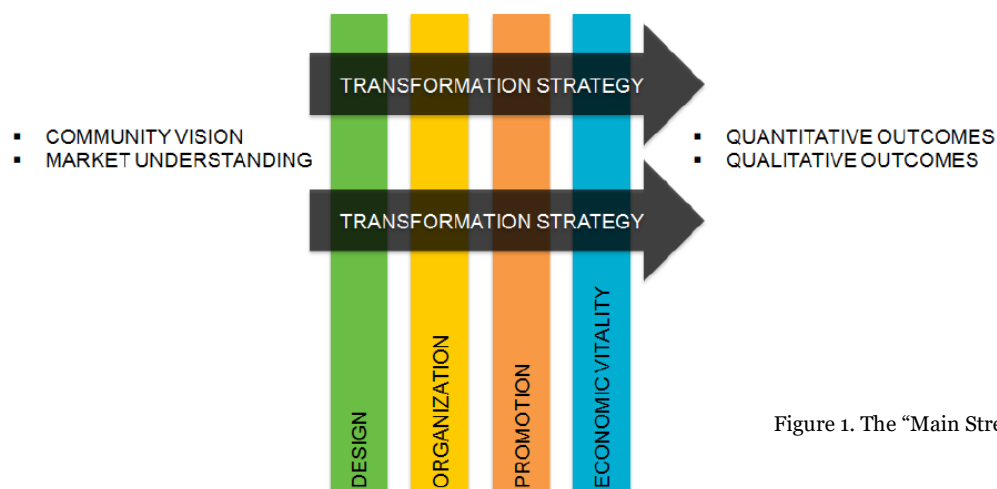 TRANSFORMATION STRATEGY
▪ COMMUNITY VISION
▪ MARKET UNDERSTANDING
▪ QUANTITATIVE OUTCOMES
▪ QUALITATIVE OUTCOMES
TRANSFORMATION STRATEGY
DESIGN
ORGANIZATION
PROMOTION
ECONOMIC VITALITY
Figure 1. The “Main Stre